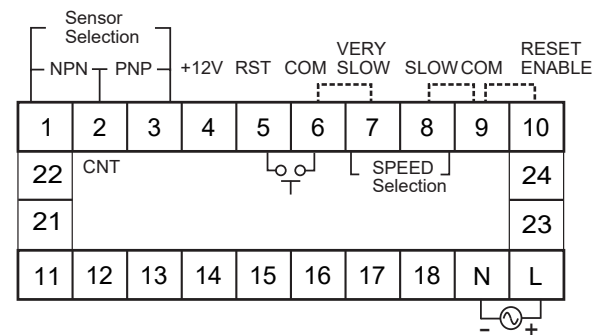 Sensor
Selection
NPN PNP +12V RST COM VERY SLOW SLOW COM RESET ENABLE
1 2 3 4 5 6 7 8 9 10
22 CNT SPEED Selection 24
21 23
11 12 13 14 15 16 17 18 N L
- +